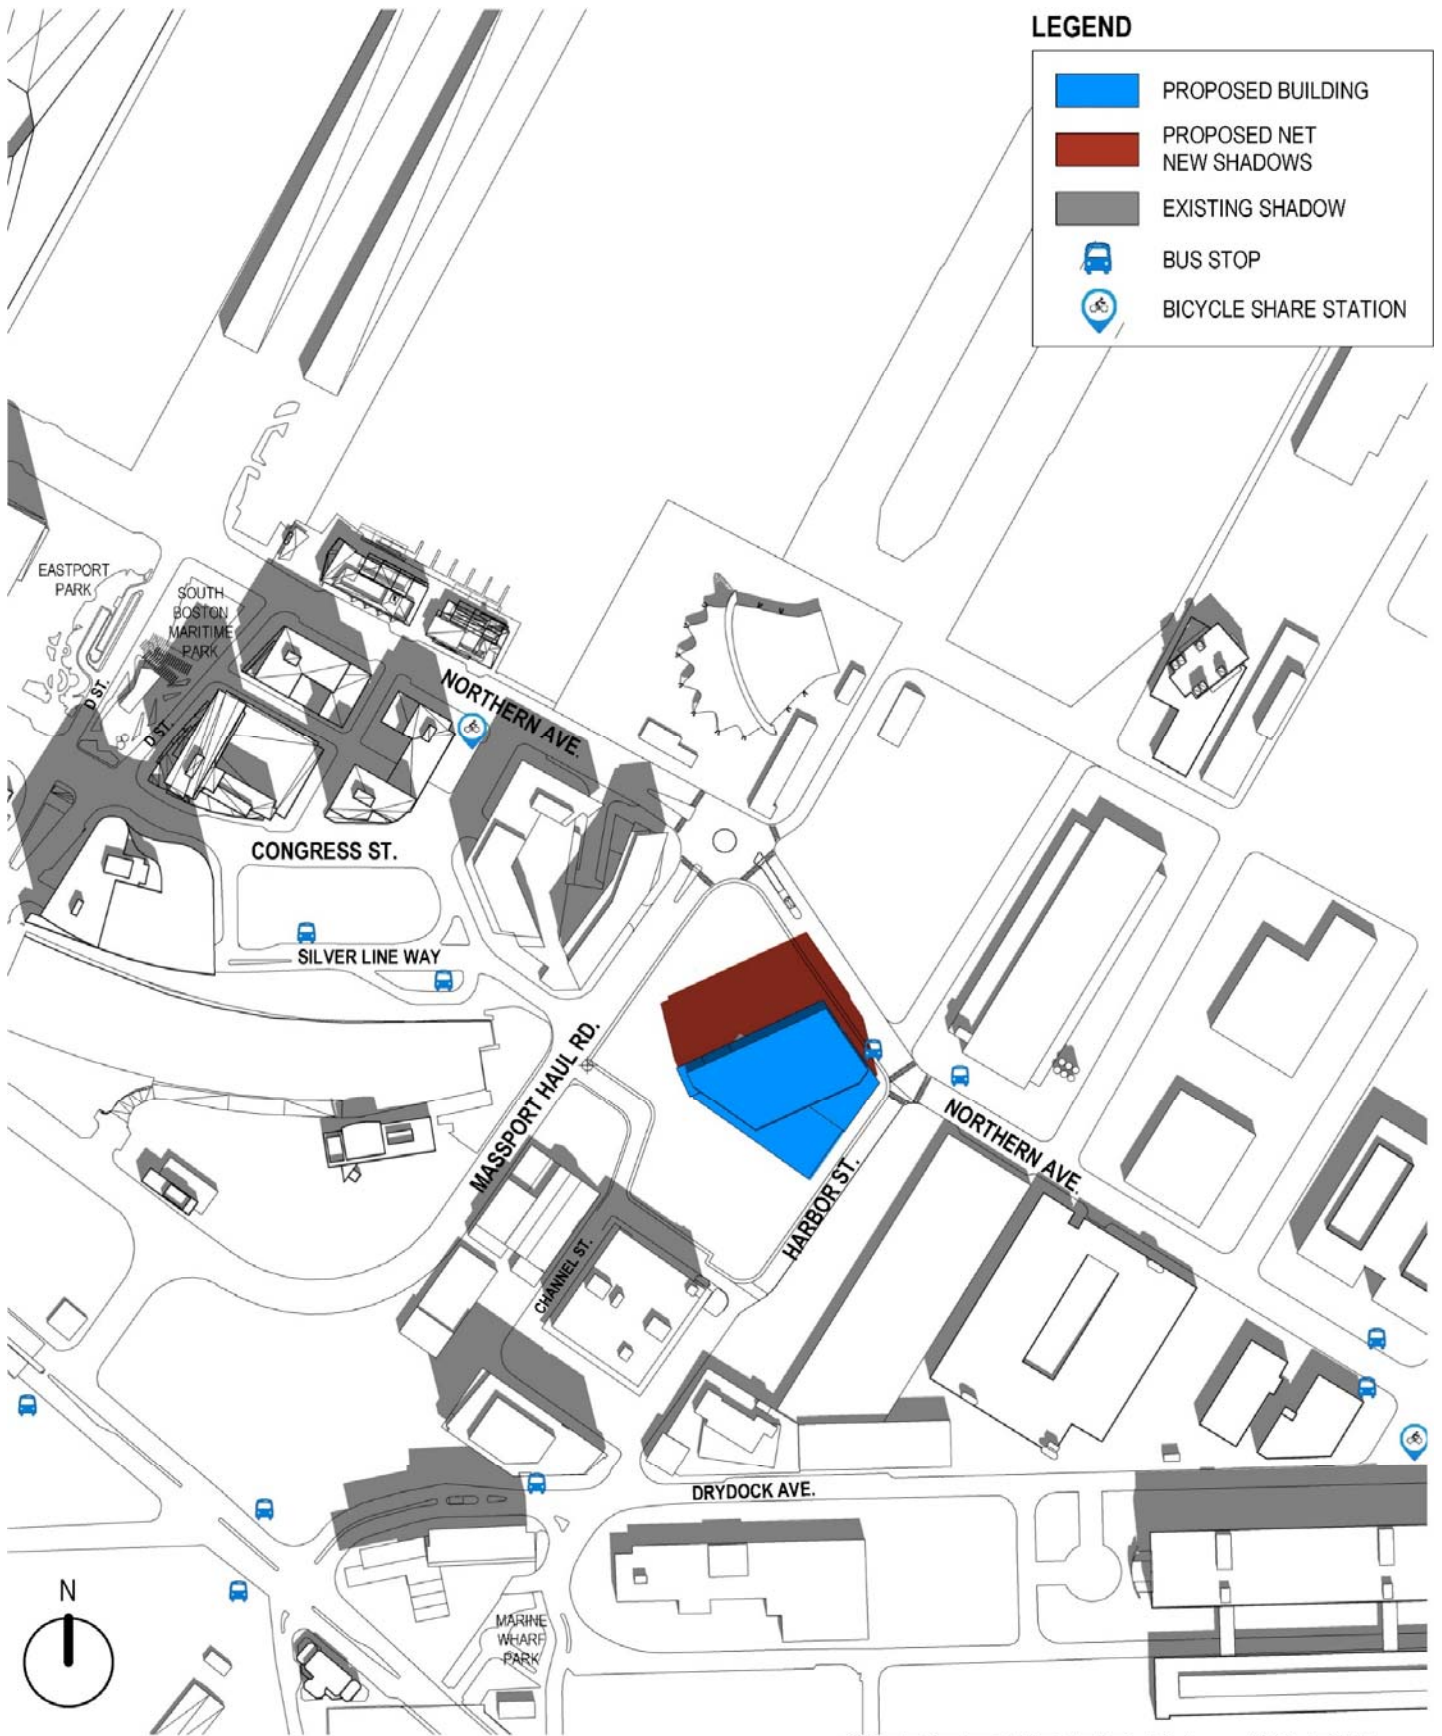 LEGEND
PROPOSED BUILDING
PROPOSED NET
NEW SHADOWS
EXISTING SHADOW
BUS STOP
BICYCLE SHARE STATION
EASTPORT
PARK
SOUTH
BOSTON
MARITIME
PARK
D ST.
D ST.
NORTHERN AVE.
CONGRESS ST.
SILVER LINE WAY
MASSPORT HAUL RD.
NORTHERN AVE.
HARBOR ST.
CHANNEL ST.
DRYDOCK AVE.
N
MARINE
WHARF
PARK